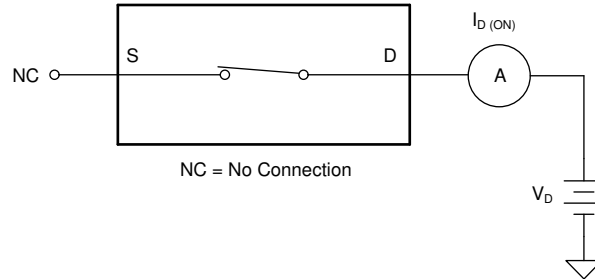 I_D (ON)
S
D
NC
A
NC = No Connection
V_D